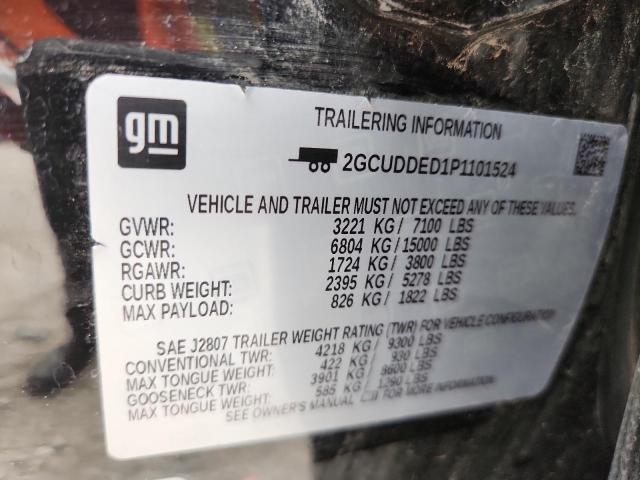 gm
TRAILERING INFORMATION
2GCUDDED1P1101524
VEHICLE AND TRAILER MUST NOT EXCEED ANY OF THESE VALUES.
GVWR: 3221 KG / 7100 LBS
GCWR: 6804 KG / 15000 LBS
RGAWR: 1724 KG / 3800 LBS
CURB WEIGHT: 2395 KG / 5278 LBS
MAX PAYLOAD: 826 KG / 1822 LBS
SAE J2807 TRAILER WEIGHT RATING (TWR) FOR VEHICLE CONFIGURATION
CONVENTIONAL TWR: 4218 KG / 9300 LBS
MAX TONGUE WEIGHT: 422 KG / 930 LBS
GOOSENECK TWR: 3901 KG / 8600 LBS
MAX TONGUE WEIGHT: 585 KG / 1290 LBS
SEE OWNER'S MANUAL FOR MORE INFORMATION